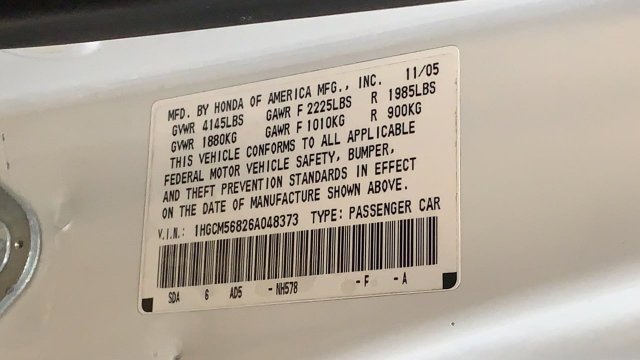 MFD. BY HONDA OF AMERICA MFG., INC. 11/05
GVWR 4145LBS GAWR F 2225LBS R 1985LBS
GVWR 1880KG GAWR F 1010KG R 900KG
THIS VEHICLE CONFORMS TO ALL APPLICABLE
FEDERAL MOTOR VEHICLE SAFETY, BUMPER,
AND THEFT PREVENTION STANDARDS IN EFFECT
ON THE DATE OF MANUFACTURE SHOWN ABOVE.
V.I.N.: 1HGCM56826A048373 TYPE: PASSENGER CAR
SDA 6 AD5 -NH578 -F -A